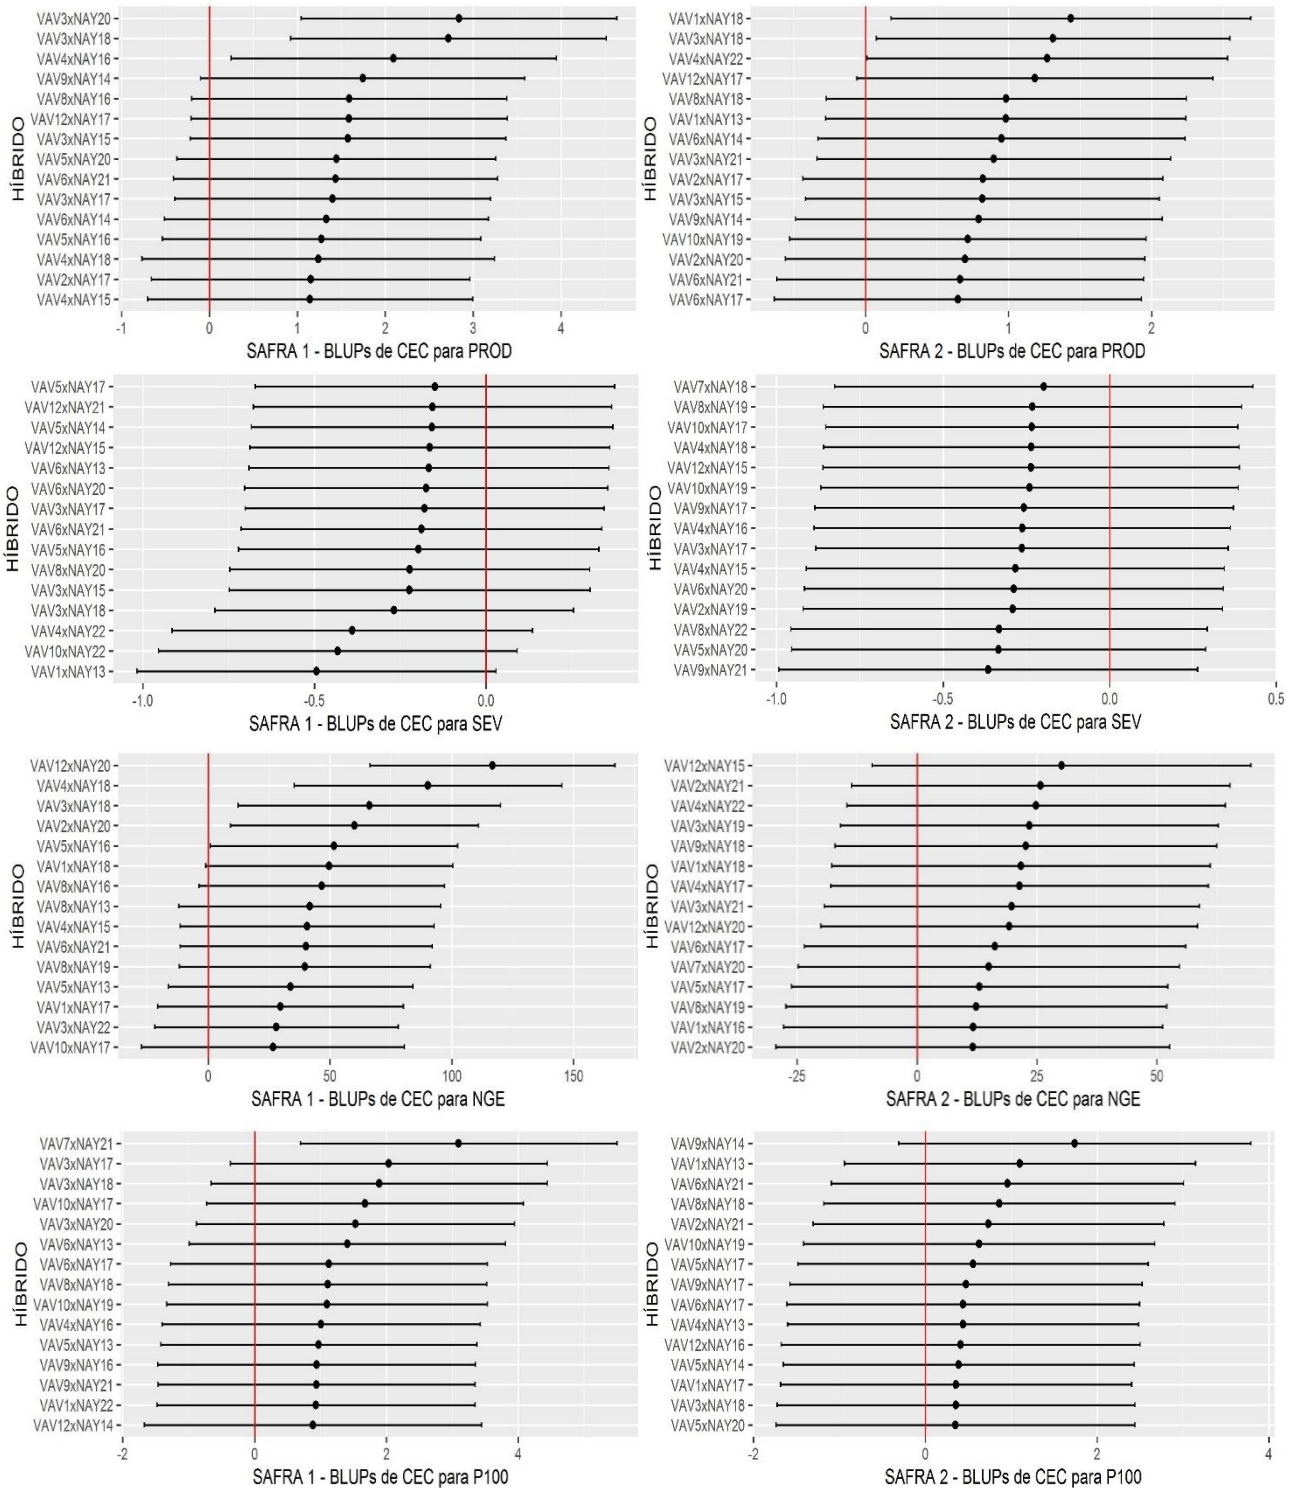 HÍBRIDO
VAV3xNAY20
VAV3xNAY18
VAV4xNAY16
VAV9xNAY14
VAV8xNAY16
VAV12xNAY17
VAV3xNAY15
VAV5xNAY20
VAV6xNAY21
VAV3xNAY17
VAV6xNAY14
VAV5xNAY16
VAV4xNAY18
VAV2xNAY17
VAV4xNAY15
-1 0 1 2 3 4
SAFRA 1 - BLUPs de CEC para PROD
HÍBRIDO
VAV1xNAY18
VAV3xNAY18
VAV4xNAY22
VAV12xNAY17
VAV8xNAY18
VAV1xNAY13
VAV6xNAY14
VAV3xNAY21
VAV2xNAY17
VAV3xNAY15
VAV9xNAY14
VAV10xNAY19
VAV2xNAY20
VAV6xNAY21
VAV6xNAY17
0 1 2
SAFRA 2 - BLUPs de CEC para PROD
HÍBRIDO
VAV5xNAY17
VAV12xNAY21
VAV5xNAY14
VAV12xNAY15
VAV6xNAY13
VAV6xNAY20
VAV3xNAY17
VAV6xNAY21
VAV5xNAY16
VAV8xNAY20
VAV3xNAY15
VAV3xNAY18
VAV4xNAY22
VAV10xNAY22
VAV1xNAY13
-1.0 -0.5 0.0
SAFRA 1 - BLUPs de CEC para SEV
HÍBRIDO
VAV7xNAY18
VAV8xNAY19
VAV10xNAY17
VAV4xNAY18
VAV12xNAY15
VAV10xNAY19
VAV9xNAY17
VAV4xNAY16
VAV3xNAY17
VAV4xNAY15
VAV6xNAY20
VAV2xNAY19
VAV8xNAY22
VAV5xNAY20
VAV9xNAY21
-1.0 -0.5 0.0 0.5
SAFRA 2 - BLUPs de CEC para SEV
HÍBRIDO
VAV12xNAY20
VAV4xNAY18
VAV3xNAY18
VAV2xNAY20
VAV5xNAY16
VAV1xNAY18
VAV8xNAY16
VAV8xNAY13
VAV4xNAY15
VAV6xNAY21
VAV8xNAY19
VAV5xNAY13
VAV1xNAY17
VAV3xNAY22
VAV10xNAY17
0 50 100 150
SAFRA 1 - BLUPs de CEC para NGE
HÍBRIDO
VAV12xNAY15
VAV2xNAY21
VAV4xNAY22
VAV3xNAY19
VAV9xNAY18
VAV1xNAY18
VAV4xNAY17
VAV3xNAY21
VAV12xNAY20
VAV6xNAY17
VAV7xNAY20
VAV5xNAY17
VAV8xNAY19
VAV1xNAY16
VAV2xNAY20
-25 0 25 50
SAFRA 2 - BLUPs de CEC para NGE
HÍBRIDO
VAV7xNAY21
VAV3xNAY17
VAV3xNAY18
VAV10xNAY17
VAV3xNAY20
VAV6xNAY13
VAV6xNAY17
VAV8xNAY18
VAV10xNAY19
VAV4xNAY16
VAV5xNAY13
VAV9xNAY16
VAV9xNAY21
VAV1xNAY22
VAV12xNAY14
-2 0 2 4
SAFRA 1 - BLUPs de CEC para P100
HÍBRIDO
VAV9xNAY14
VAV1xNAY13
VAV6xNAY21
VAV8xNAY18
VAV2xNAY21
VAV10xNAY19
VAV5xNAY17
VAV9xNAY17
VAV6xNAY17
VAV4xNAY13
VAV12xNAY16
VAV5xNAY14
VAV1xNAY17
VAV3xNAY18
VAV5xNAY20
-2 0 2 4
SAFRA 2 - BLUPs de CEC para P100